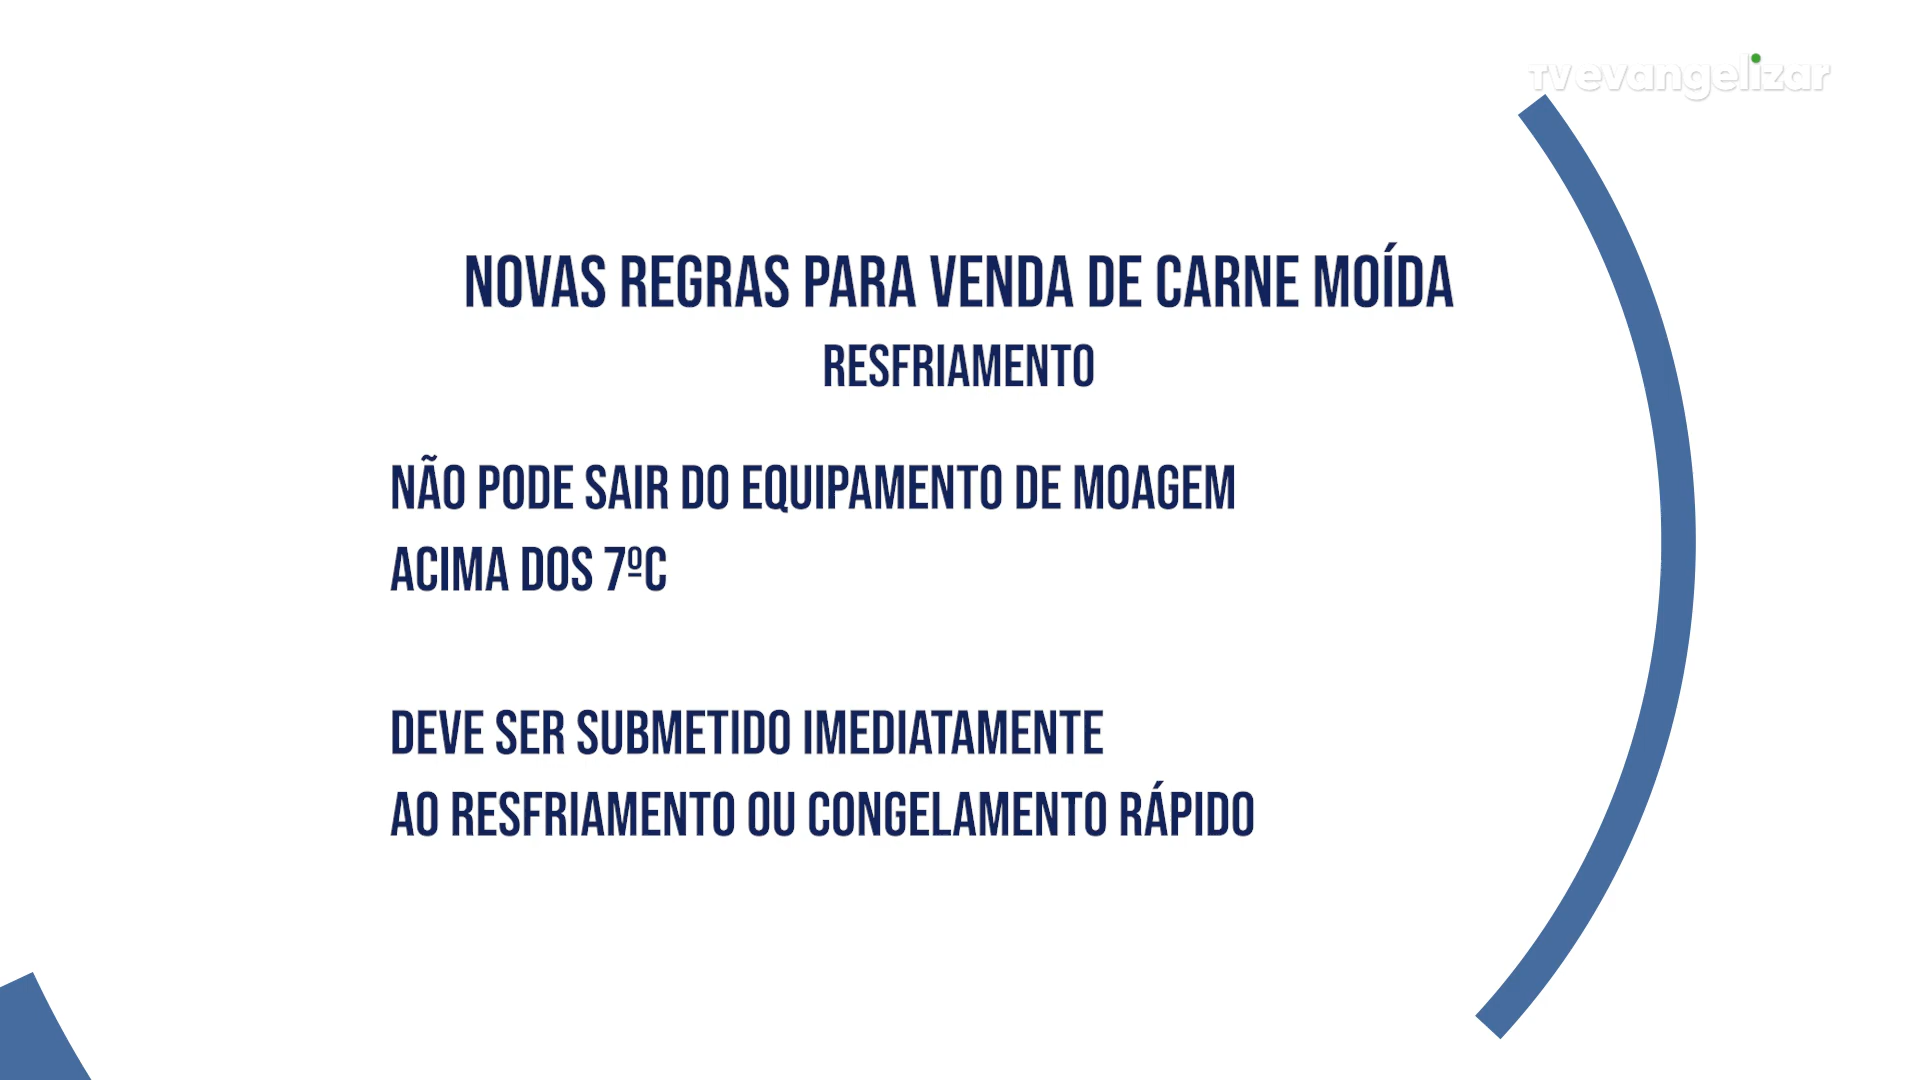 tvevangelizar
NOVAS REGRAS PARA VENDA DE CARNE MOÍDA
RESFRIAMENTO
NÃO PODE SAIR DO EQUIPAMENTO DE MOAGEM
ACIMA DOS 7ºC
DEVE SER SUBMETIDO IMEDIATAMENTE
AO RESFRIAMENTO OU CONGELAMENTO RÁPIDO